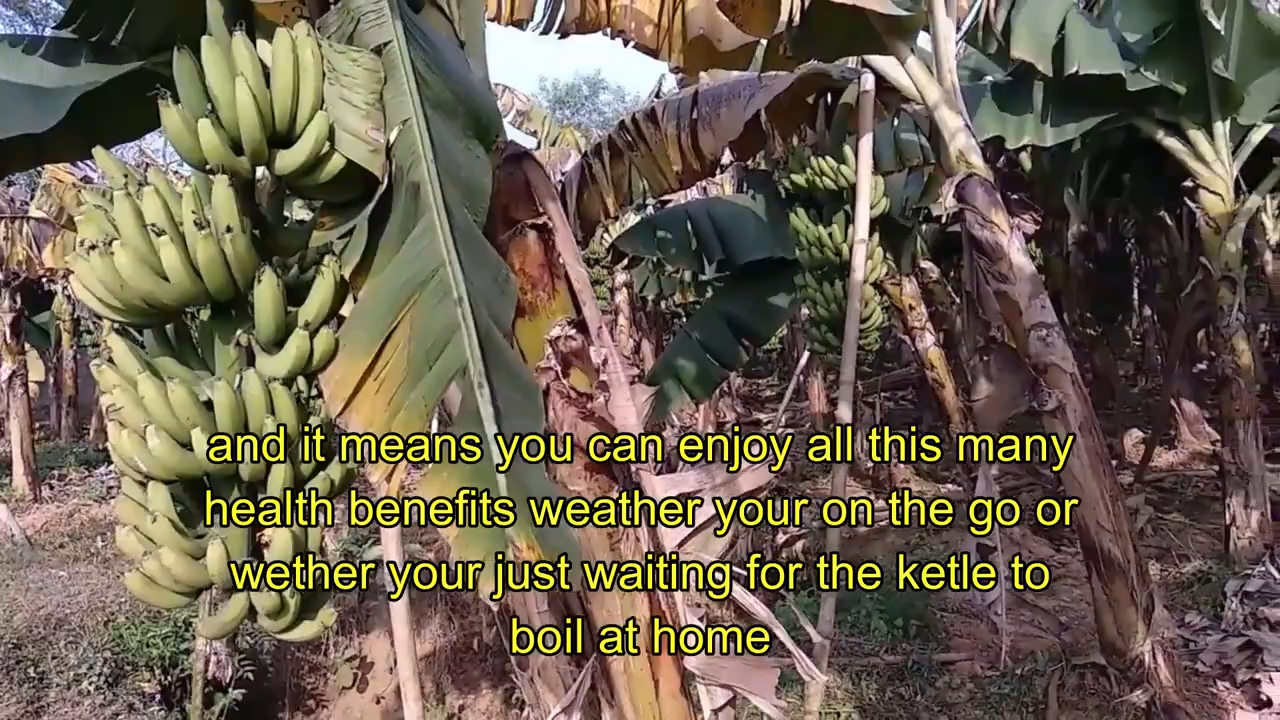 and it means you can enjoy all this many
health benefits weather your on the go or
wether your just waiting for the ketle to
boil at home